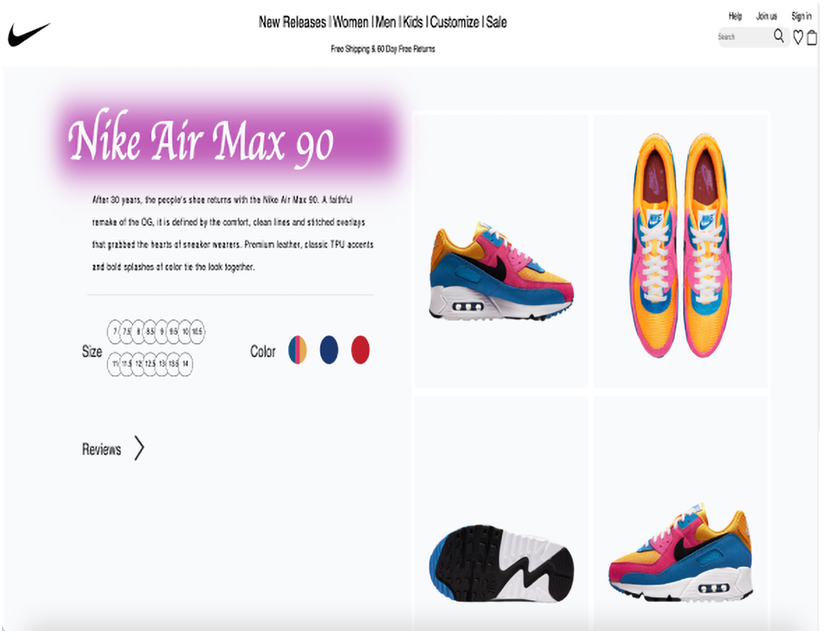 New Releases | Women | Men | Kids | Customize | Sale
Help Join us Sign in
Search
Free Shipping & 60 Day Free Returns
Nike Air Max 90
After 30 years, the people's shoe returns with the Nike Air Max 90. A faithful
remake of the OG, it is defined by the comfort, clean lines and stitched overlays
that grabbed the hearts of sneaker wearers. Premium leather, classic TPU accents
and bold splashes of color tie the look together.
Size
7 7.5 8 8.5 9 9.5 10 10.5
11 11.5 12 12.5 13 13.5 14
Color
Reviews